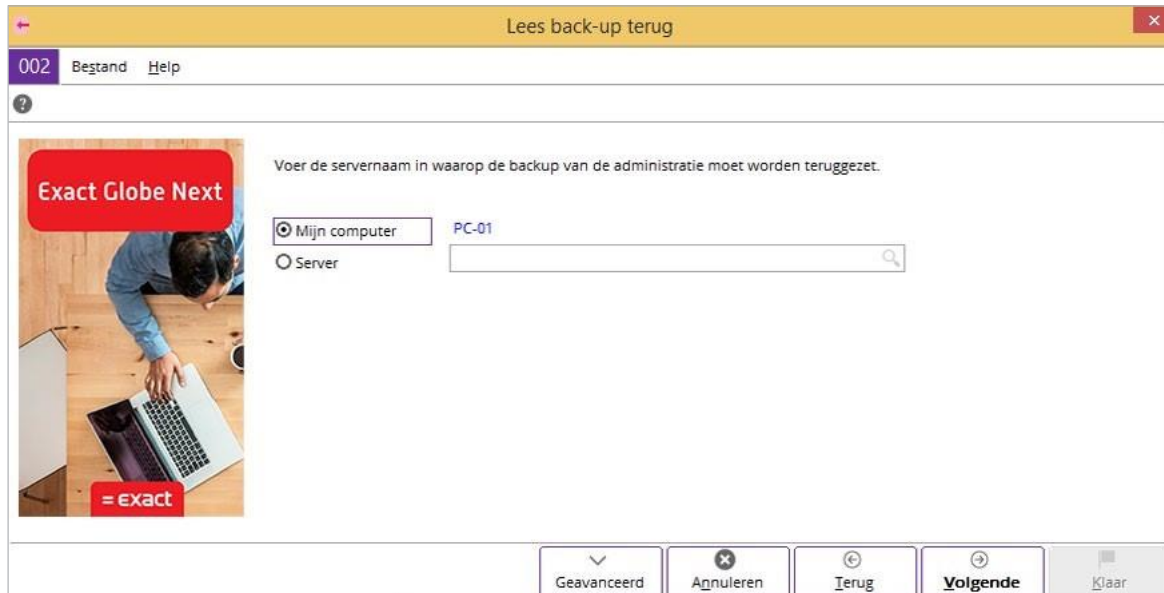 Lees back-up terug
002 Bestand Help
Exact Globe Next
Voer de servernaam in waarop de backup van de administratie moet worden teruggezet.
Mijn computer PC-01
Server
= exact
Geavanceerd Annuleren Terug Volgende Klaar